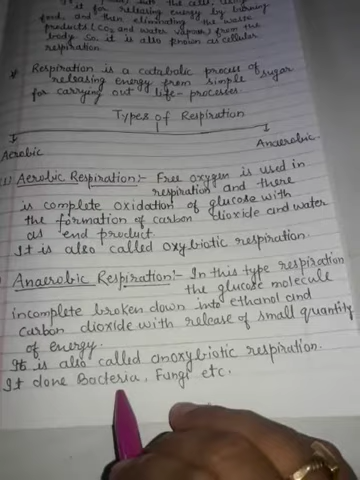 it is for releasing energy by burning
food, and then eliminating the waste
products (CO2 and water vapour) from the
body so it is also known as cellular
respiration.
* Respiration is a catabolic process of
releasing energy from simple sugar
for carrying out life-processes.
Types of Respiration
Aerobic
Anaerobic.
(1) Aerobic Respiration:- Free oxygen is used in
respiration and there
is complete oxidation of glucose with
the formation of carbon dioxide and water
as end product.
It is also called oxybiotic respiration.
Anaerobic Respiration:- In this type respiration
the glucose molecule
incomplete broken down into ethanol and
carbon dioxide with release of small quantity
of energy.
It is also called anoxybiotic respiration.
It done Bacteria, Fungi etc.